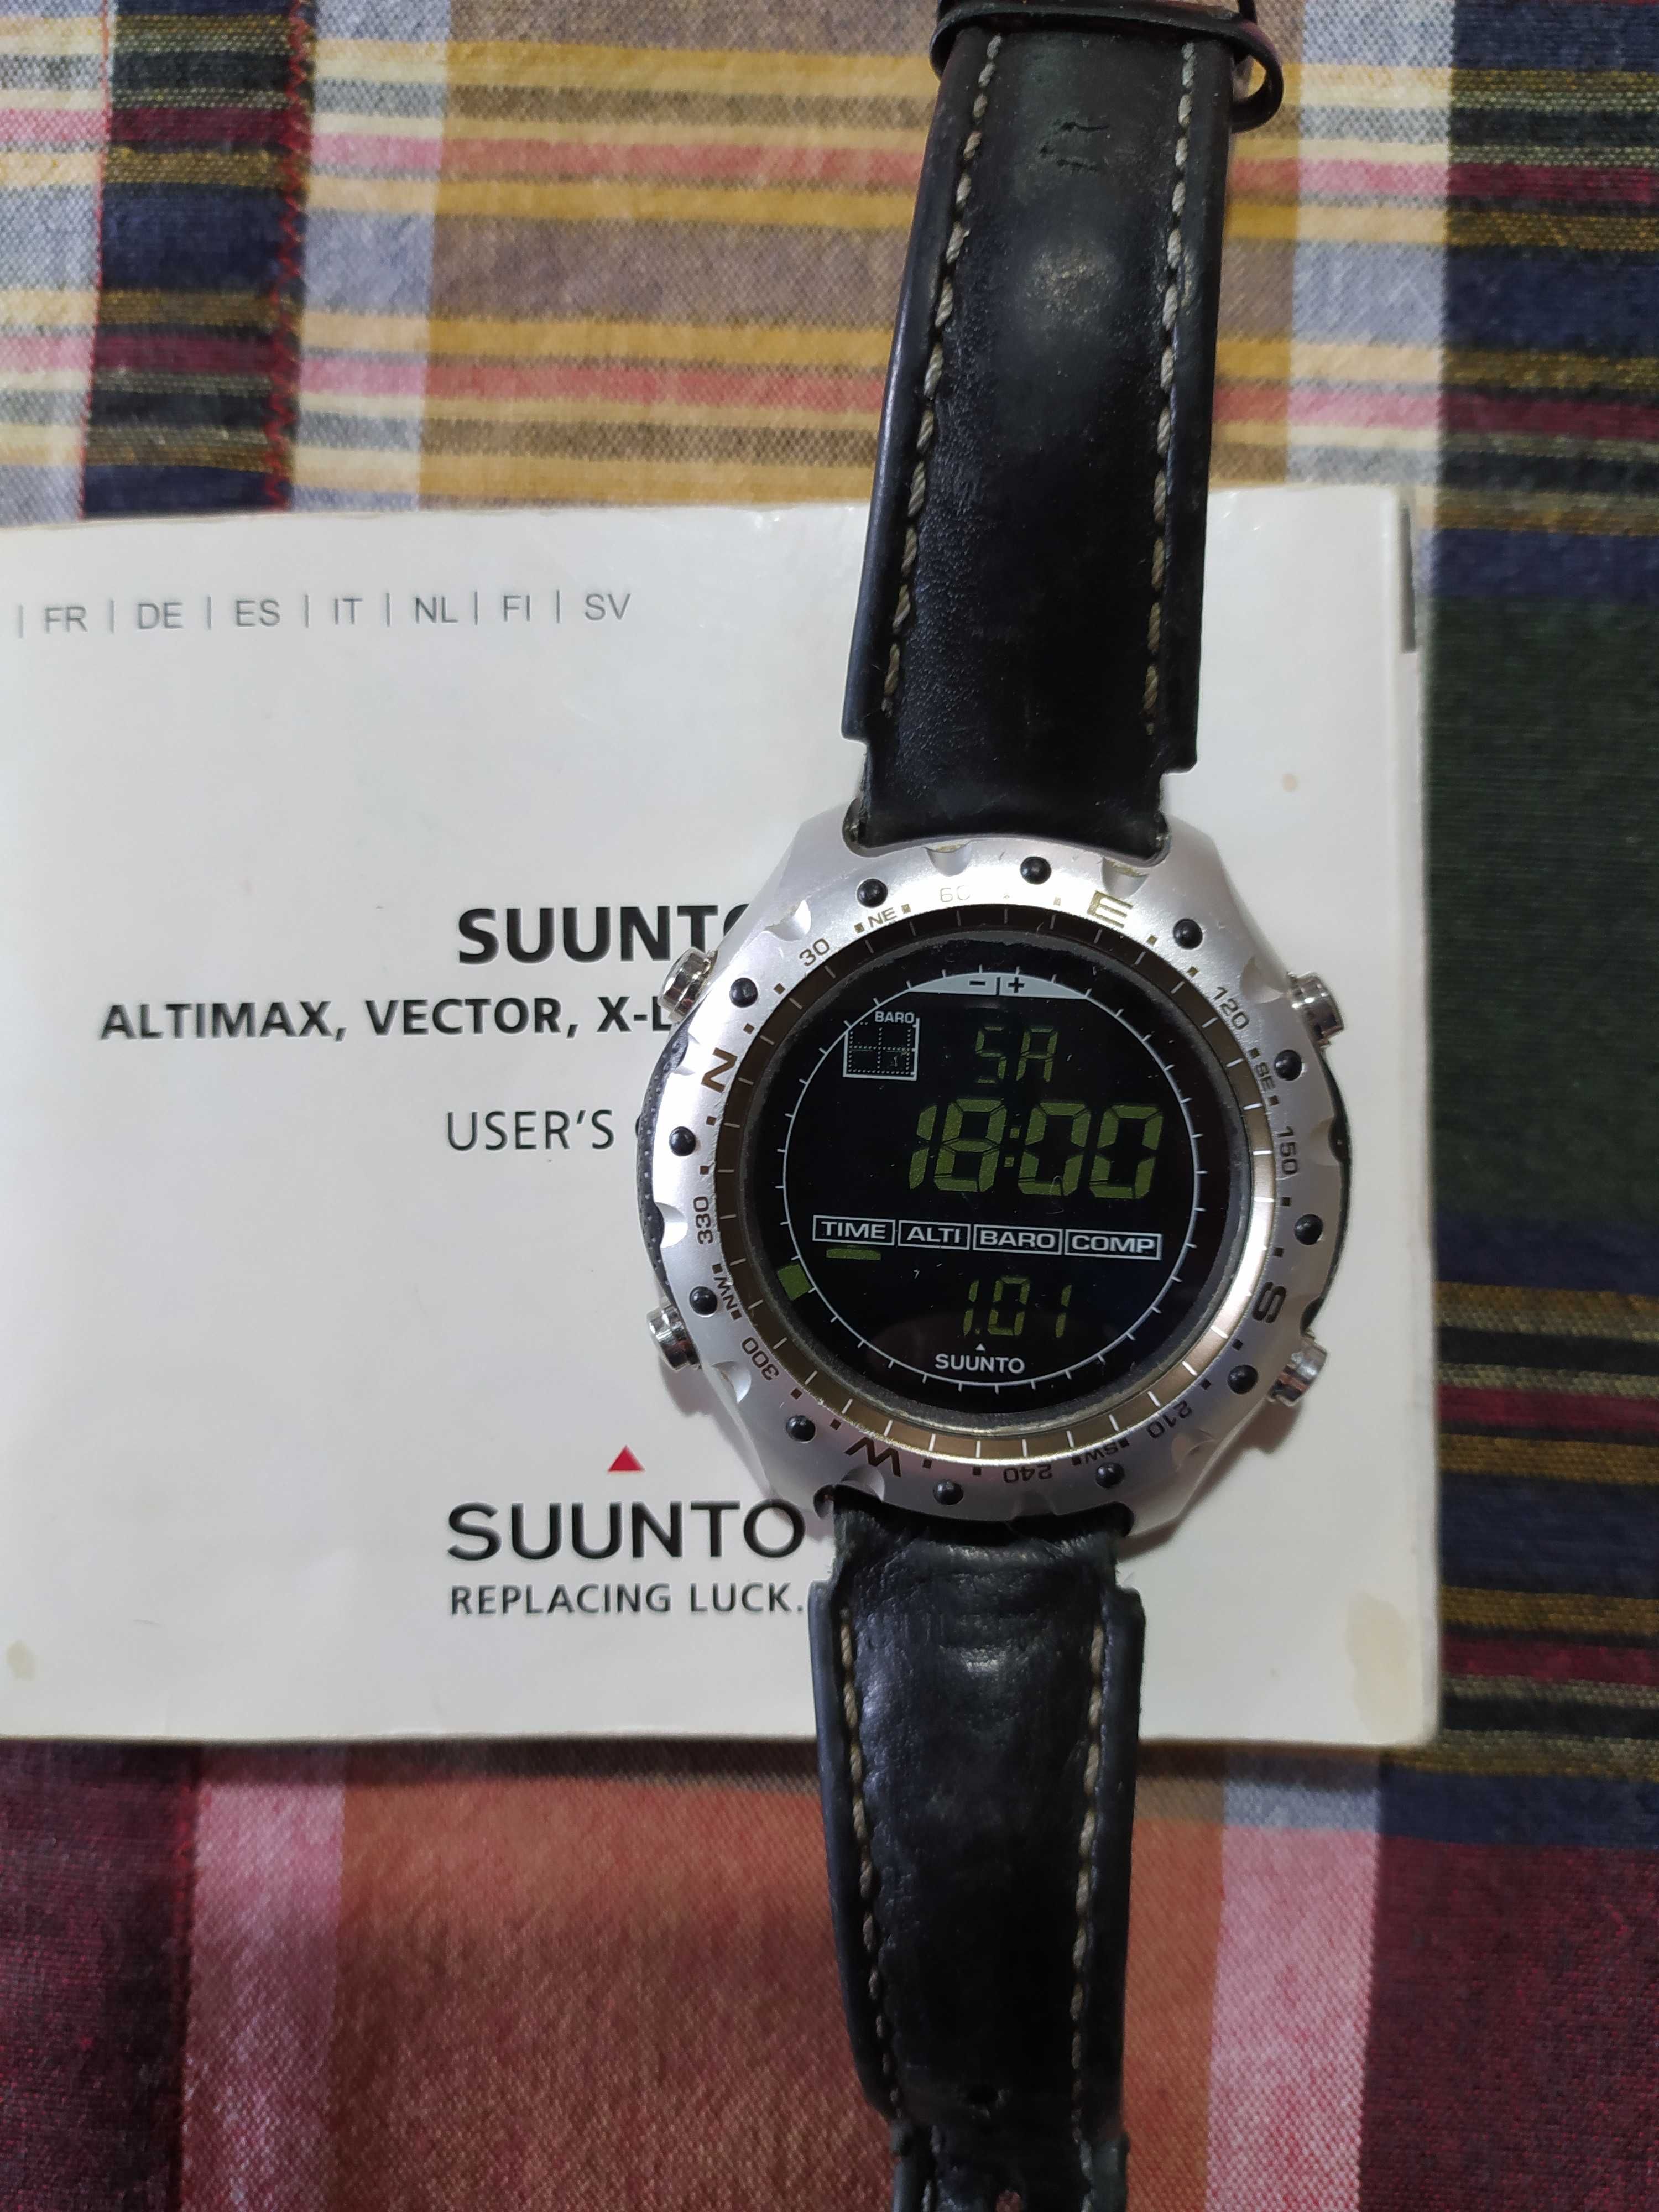 | FR | DE | ES | IT | NL | FI | SV
SUUNTO
ALTIMAX, VECTOR, X-L
USER'S
SUUNTO
REPLACING LUCK.
N
30
NE
60
E
120
SE
150
S
210
SW
240
W
300
NW
330
- +
BARO
SA
18:00
TIME ALTI BARO COMP
1.01
SUUNTO